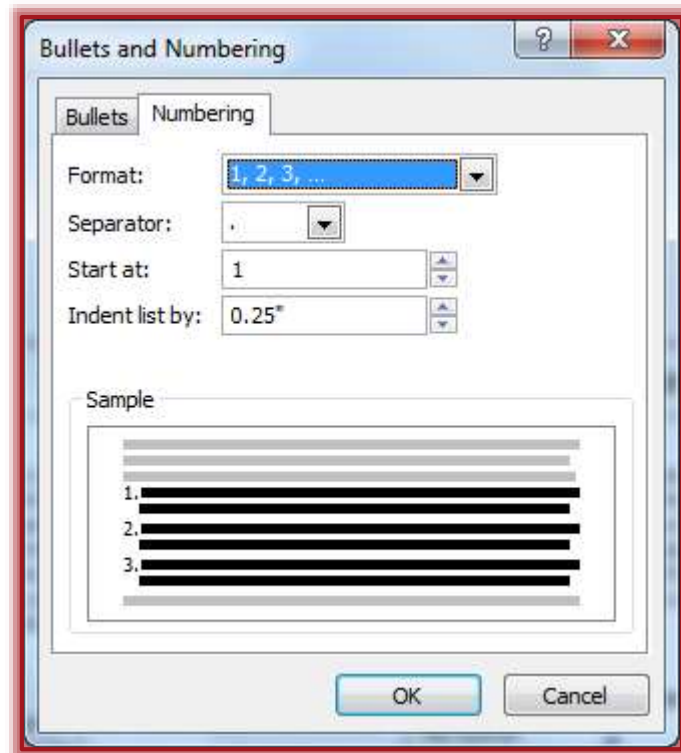 Bullets and Numbering
Bullets Numbering
Format: 1, 2, 3, ...
Separator: .
Start at: 1
Indent list by: 0.25"
Sample
1.
2.
3.
OK Cancel